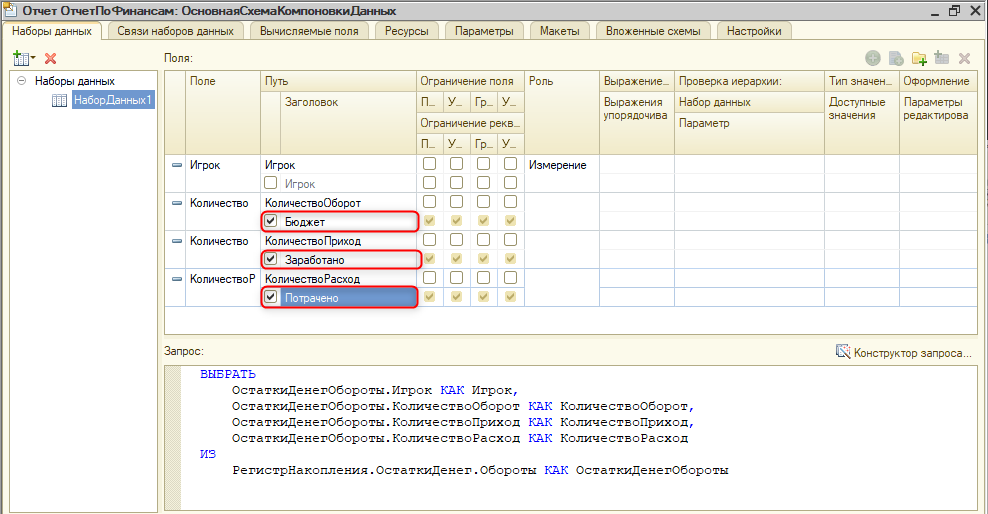 Отчет ОтчетПоФинансам: ОсновнаяСхемаКомпоновкиДанных
Наборы данных Связи наборов данных Вычисляемые поля Ресурсы Параметры Макеты Вложенные схемы Настройки
Поля:
Наборы данных
НаборДанных1
Поле Путь Ограничение поля Роль Выражение... Проверка иерархии: Тип значен... Оформление
Заголовок П... У... Гр... У... Выражения упорядочива Набор данных Доступные значения Параметры редактирова
Ограничение рекв... Параметр
П... У... Гр... У...
Игрок Игрок Измерение
Игрок
Количество КоличествоОборот
Бюджет
Количество КоличествоПриход
Заработано
КоличествоР КоличествоРасход
Потрачено
Запрос: Конструктор запроса...
ВЫБРАТЬ
ОстаткиДенегОбороты.Игрок КАК Игрок,
ОстаткиДенегОбороты.КоличествоОборот КАК КоличествоОборот,
ОстаткиДенегОбороты.КоличествоПриход КАК КоличествоПриход,
ОстаткиДенегОбороты.КоличествоРасход КАК КоличествоРасход
ИЗ
РегистрНакопления.ОстаткиДенег.Обороты КАК ОстаткиДенегОбороты